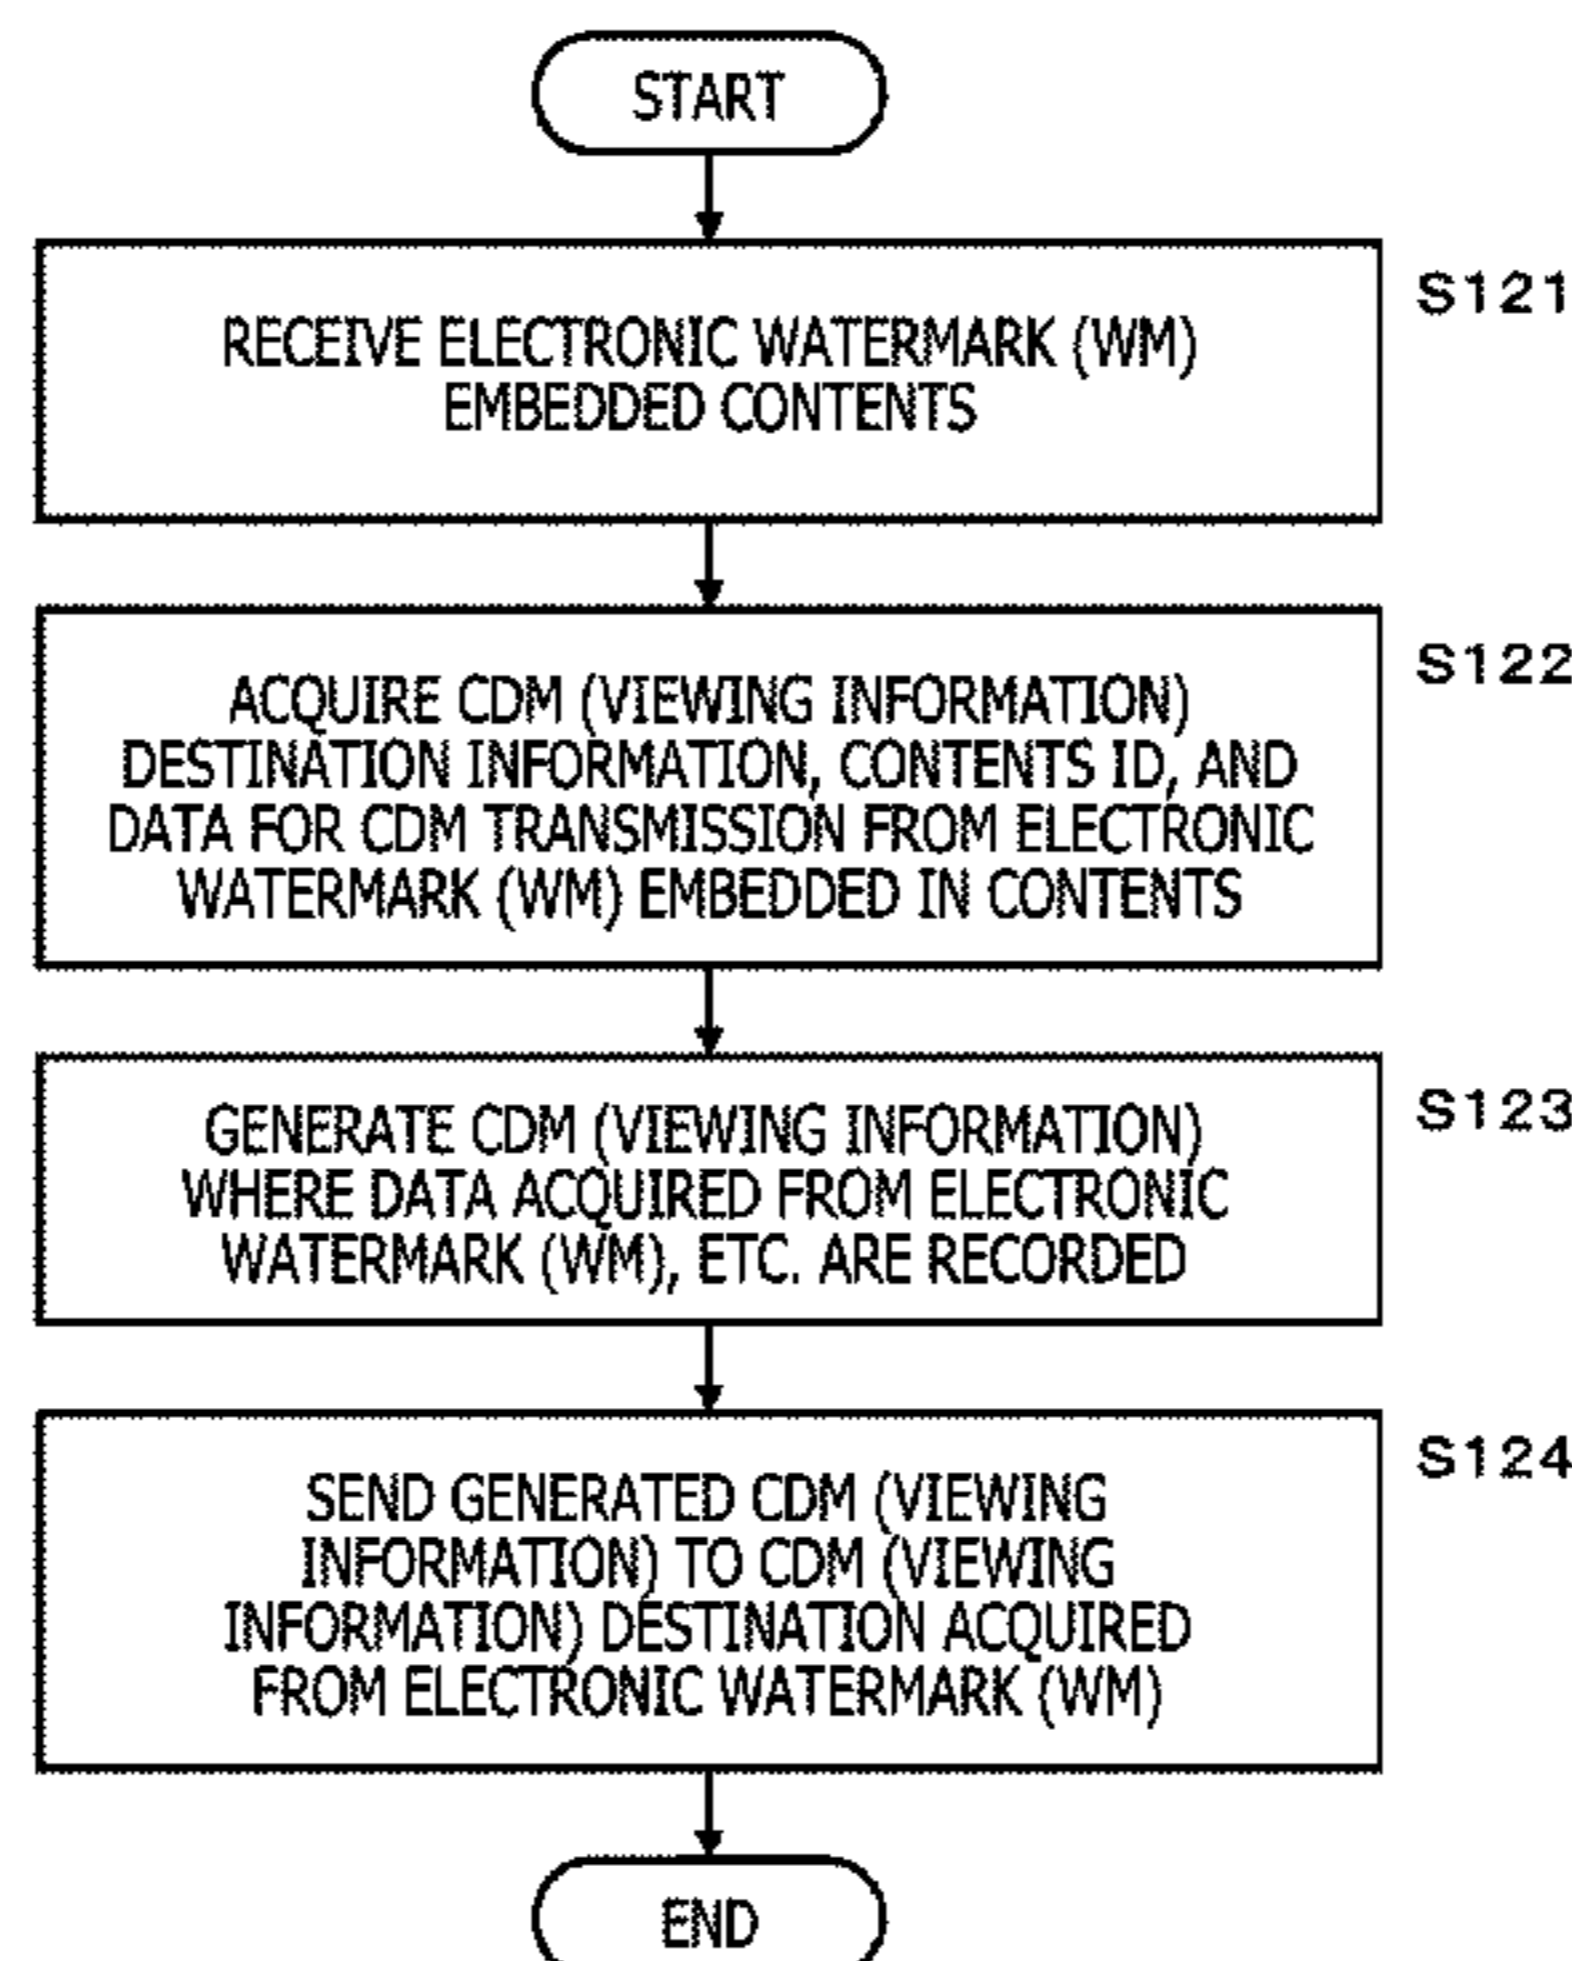 START
S121
RECEIVE ELECTRONIC WATERMARK (WM)
EMBEDDED CONTENTS
S122
ACQUIRE CDM (VIEWING INFORMATION)
DESTINATION INFORMATION, CONTENTS ID, AND
DATA FOR CDM TRANSMISSION FROM ELECTRONIC
WATERMARK (WM) EMBEDDED IN CONTENTS
S123
GENERATE CDM (VIEWING INFORMATION)
WHERE DATA ACQUIRED FROM ELECTRONIC
WATERMARK (WM), ETC. ARE RECORDED
S124
SEND GENERATED CDM (VIEWING
INFORMATION) TO CDM (VIEWING
INFORMATION) DESTINATION ACQUIRED
FROM ELECTRONIC WATERMARK (WM)
END